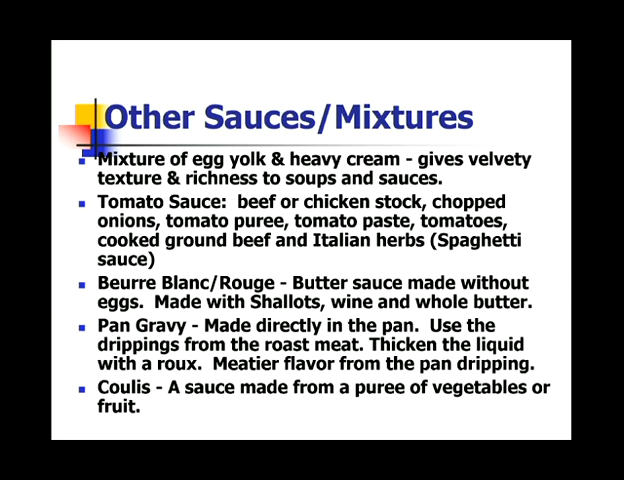 Other Sauces/Mixtures
Mixture of egg yolk & heavy cream - gives velvety
texture & richness to soups and sauces.
Tomato Sauce: beef or chicken stock, chopped
onions, tomato puree, tomato paste, tomatoes,
cooked ground beef and Italian herbs (Spaghetti
sauce)
Beurre Blanc/Rouge - Butter sauce made without
eggs. Made with Shallots, wine and whole butter.
Pan Gravy - Made directly in the pan. Use the
drippings from the roast meat. Thicken the liquid
with a roux. Meatier flavor from the pan dripping.
Coulis - A sauce made from a puree of vegetables or
fruit.